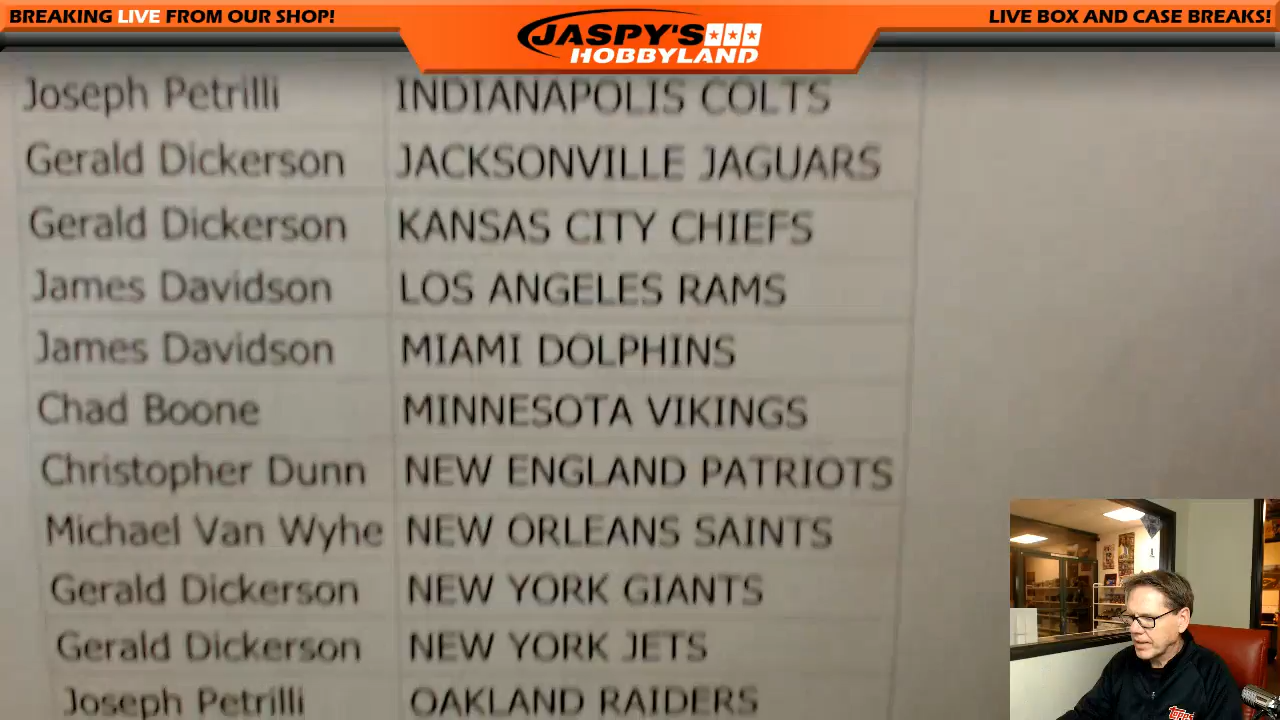 BREAKING LIVE FROM OUR SHOP!
JASPY'S
HOBBYLAND
LIVE BOX AND CASE BREAKS!
Joseph Petrilli INDIANAPOLIS COLTS
Gerald Dickerson JACKSONVILLE JAGUARS
Gerald Dickerson KANSAS CITY CHIEFS
James Davidson LOS ANGELES RAMS
James Davidson MIAMI DOLPHINS
Chad Boone MINNESOTA VIKINGS
Christopher Dunn NEW ENGLAND PATRIOTS
Michael Van Wyhe NEW ORLEANS SAINTS
Gerald Dickerson NEW YORK GIANTS
Gerald Dickerson NEW YORK JETS
Joseph Petrilli OAKLAND RAIDERS
Topps